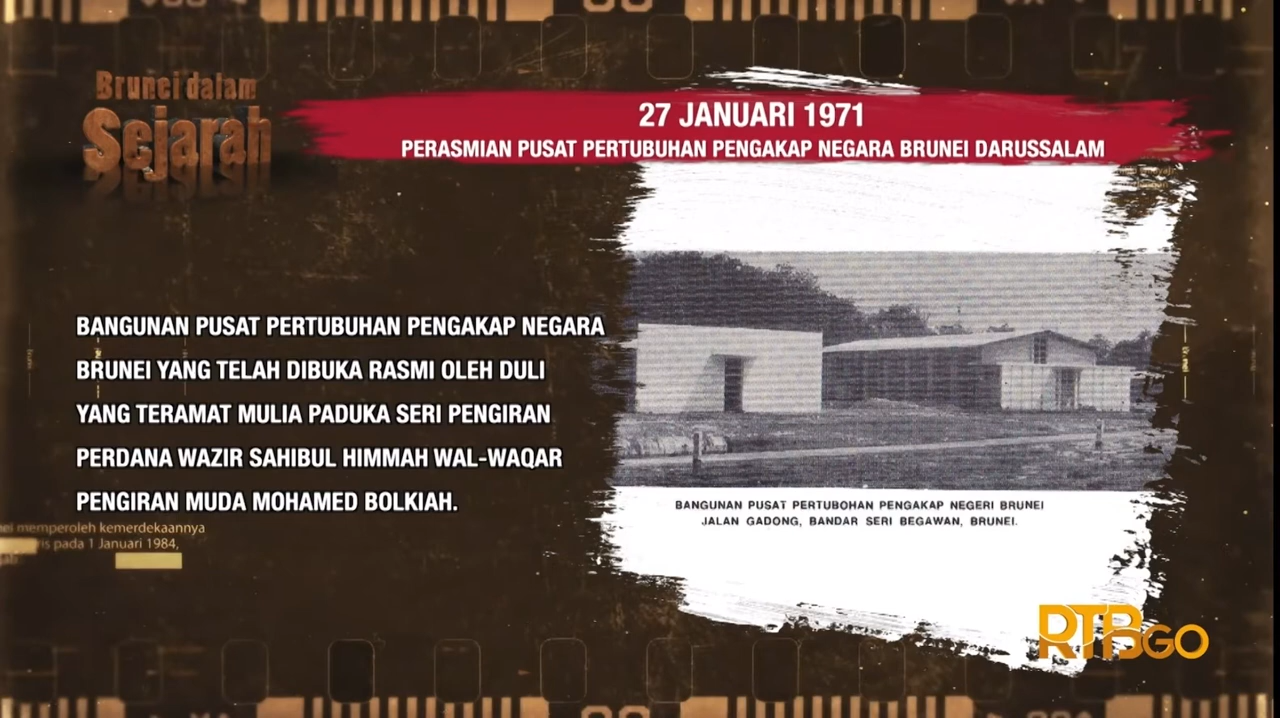 Brunei dalam
Sejarah
27 JANUARI 1971
PERASMIAN PUSAT PERTUBUHAN PENGAKAP NEGARA BRUNEI DARUSSALAM
BANGUNAN PUSAT PERTUBUHAN PENGAKAP NEGARA
BRUNEI YANG TELAH DIBUKA RASMI OLEH DULI
YANG TERAMAT MULIA PADUKA SERI PENGIRAN
PERDANA WAZIR SAHIBUL HIMMAH WAL-WAQAR
PENGIRAN MUDA MOHAMED BOLKIAH.
memperoleh kemerdekaannya
pada 1 Januari 1984,
BANGUNAN PUSAT PERTUBOHAN PENGAKAP NEGERI BRUNEI
JALAN GADONG, BANDAR SERI BEGAWAN, BRUNEI.
RTBGO